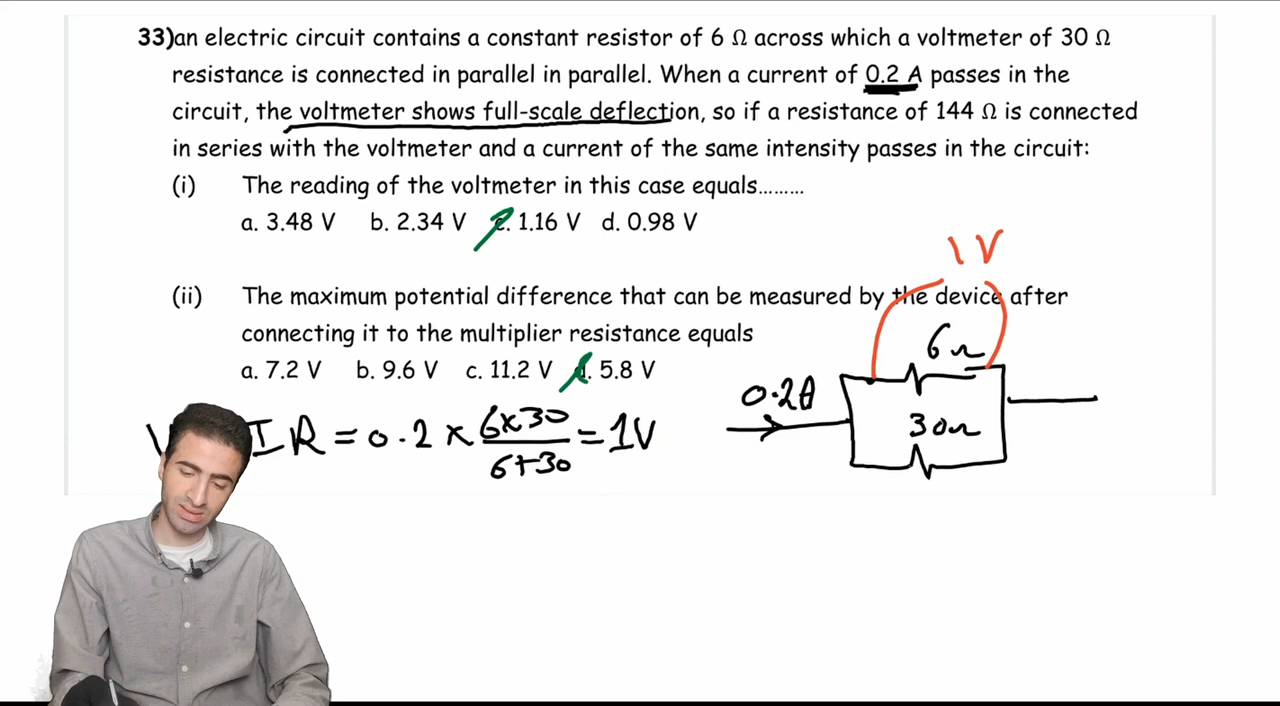 33)an electric circuit contains a constant resistor of 6 Ω across which a voltmeter of 30 Ω
resistance is connected in parallel in parallel. When a current of 0.2 A passes in the
circuit, the voltmeter shows full-scale deflection, so if a resistance of 144 Ω is connected
in series with the voltmeter and a current of the same intensity passes in the circuit:
(i) The reading of the voltmeter in this case equals.........
a. 3.48 V b. 2.34 V c. 1.16 V d. 0.98 V
1V
(ii) The maximum potential difference that can be measured by the device after
connecting it to the multiplier resistance equals
6Ω
a. 7.2 V b. 9.6 V c. 11.2 V d. 5.8 V
0.2A
IR = 0.2 × 6×30/6+30 = 1V
30Ω